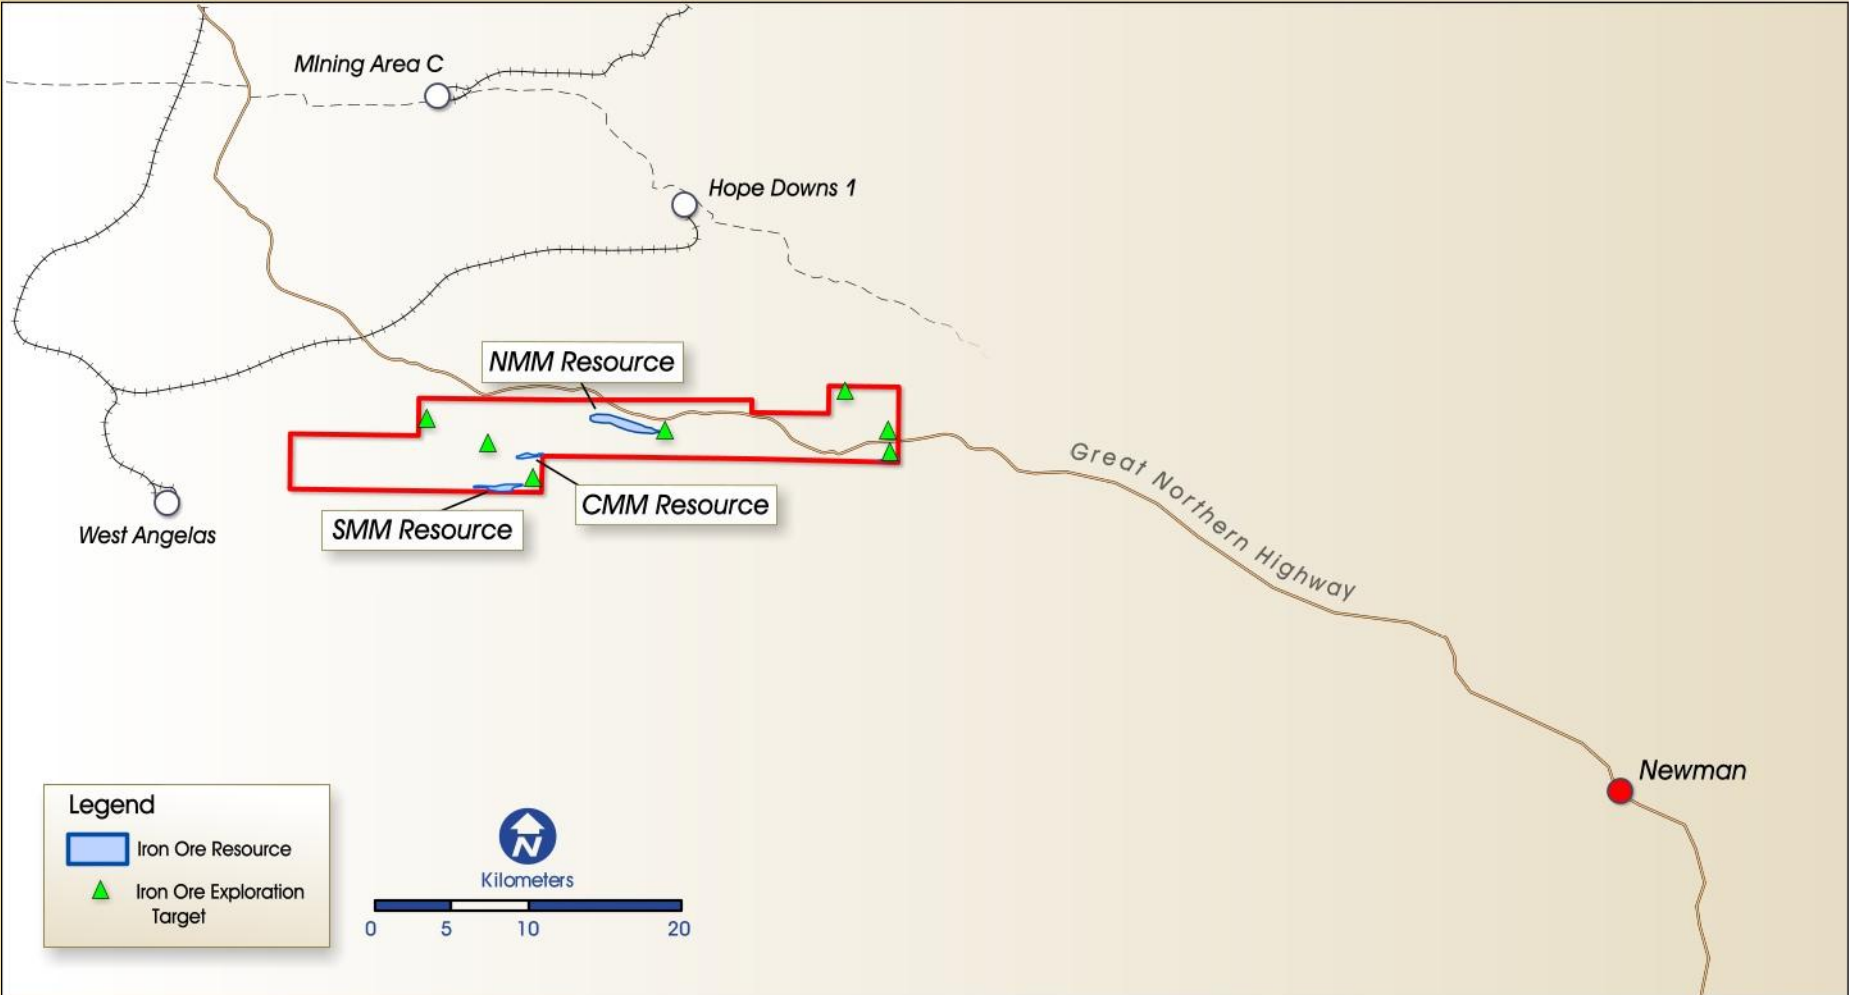 MIning Area C
Hope Downs 1
NMM Resource
CMM Resource
SMM Resource
West Angelas
Great Northern Highway
Newman
Legend
Iron Ore Resource
Iron Ore Exploration
Target
N
Kilometers
0 5 10 20